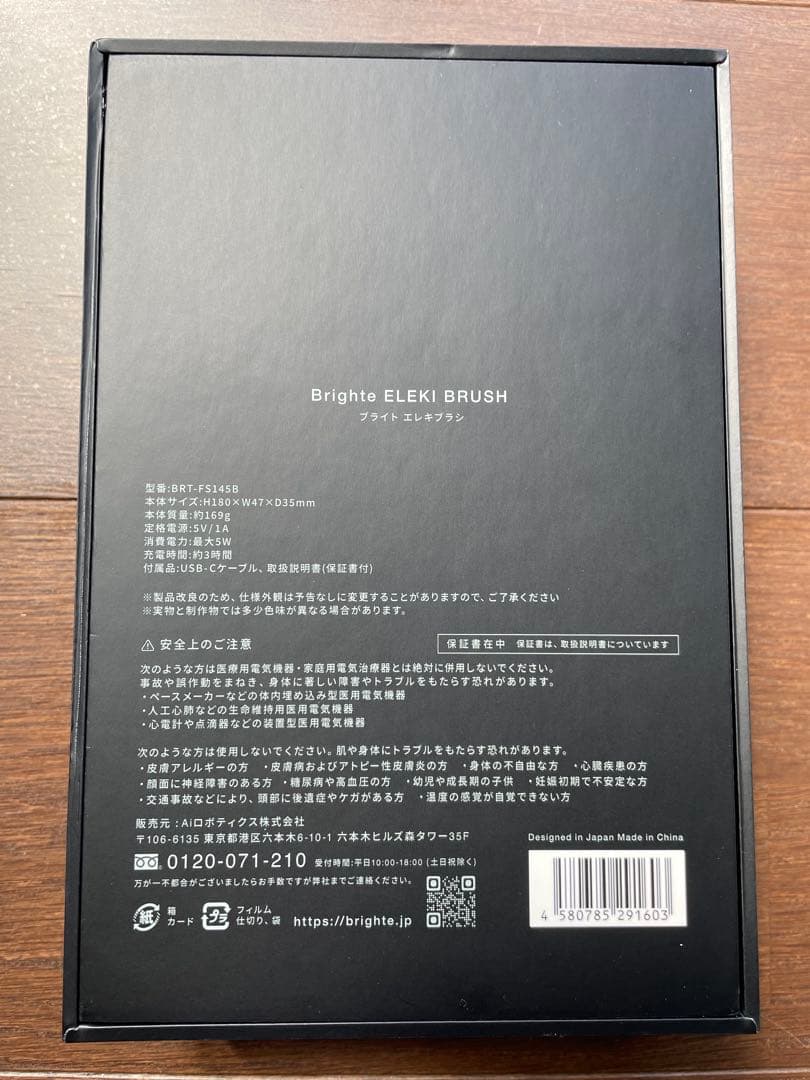 Brighte ELEKI BRUSH
ブライト エレキブラシ
型番:BRT-FS145B
本体サイズ:H180×W47×D35mm
本体質量:約169g
定格電源:5V/1A
消費電力:最大5W
充電時間:約3時間
付属品:USB-Cケーブル、取扱説明書(保証書付)
※製品改良のため、仕様外観は予告なしに変更することがありますので、ご了承ください
※実物と制作物では多少色味が異なる場合があります。
安全上のご注意
保証書在中 保証書は、取扱説明書についています
次のような方は医療用電気機器・家庭用電気治療器とは絶対に併用しないでください。
事故や誤作動をまねき、身体に著しい障害やトラブルをもたらす恐れがあります。
・ペースメーカーなどの体内埋め込み型医用電気機器
・人工心肺などの生命維持用医用電気機器
・心電計や点滴器などの装着型医用電気機器
次のような方は使用しないでください。肌や身体にトラブルをもたらす恐れがあります。
・皮膚アレルギーの方 ・皮膚病およびアトピー性皮膚炎の方 ・身体の不自由な方 ・心臓疾患の方
・顔面に神経障害のある方 ・糖尿病や高血圧の方 ・幼児や成長期の子供 ・妊娠初期で不安定な方
・交通事故などにより、頭部に後遺症やケガがある方 ・温度の感覚が自覚できない方
販売元:Aiロボティクス株式会社
〒106-6135 東京都港区六本木6-10-1 六本木ヒルズ森タワー35F
0120-071-210 受付時間:平日10:00-18:00 (土日祝除く)
万が一不都合がございましたらお手数ですが弊社までご連絡ください。
紙 箱
カード
プラ フィルム
仕切り、袋
https://brighte.jp
Designed in Japan Made in China
4 580785 291603